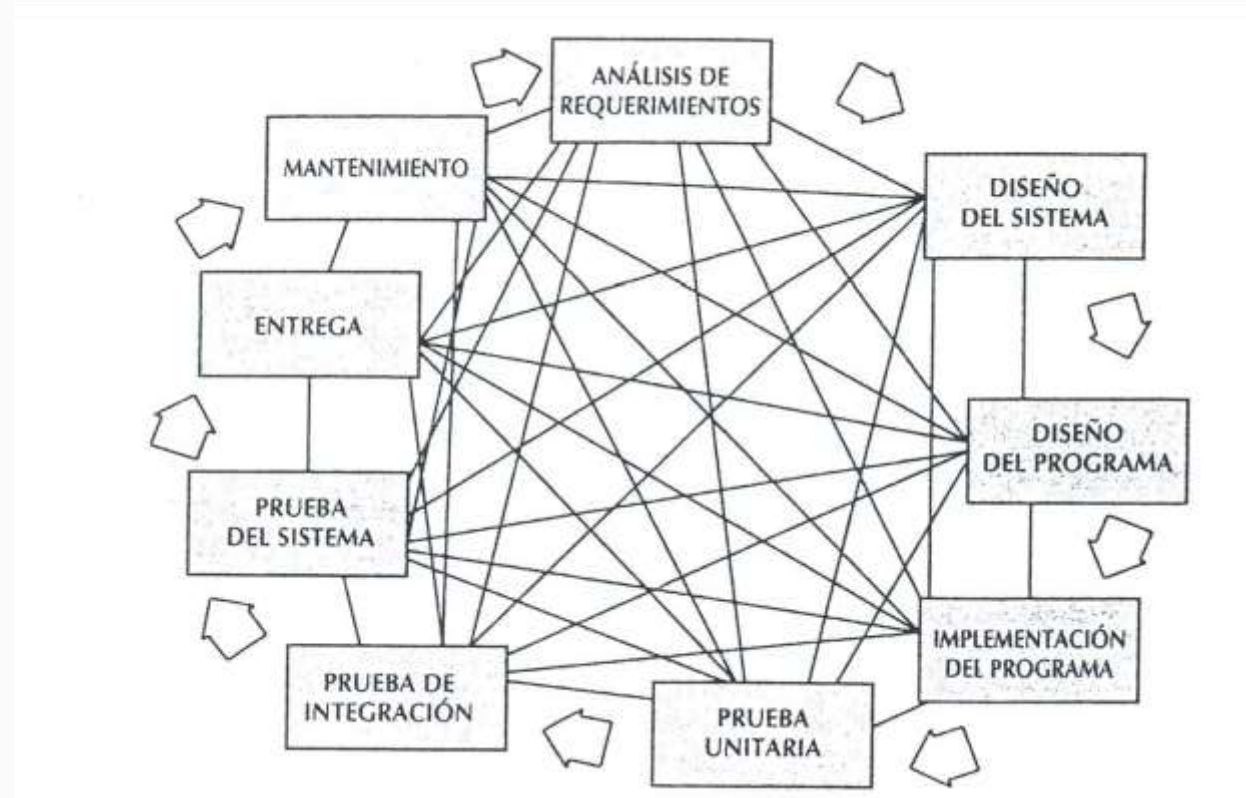 ANÁLISIS DE
REQUERIMIENTOS
MANTENIMIENTO
DISEÑO
DEL SISTEMA
ENTREGA
DISEÑO
DEL PROGRAMA
PRUEBA
DEL SISTEMA
IMPLEMENTACIÓN
DEL PROGRAMA
PRUEBA DE
INTEGRACIÓN
PRUEBA
UNITARIA